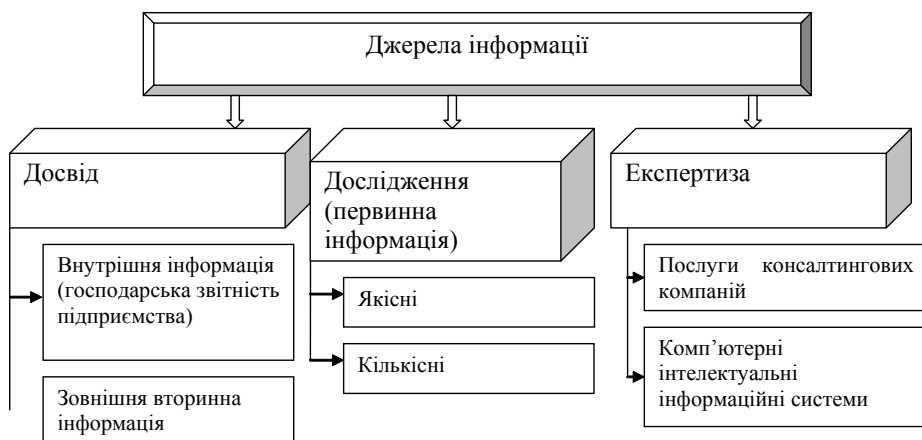 Джерела інформації
Досвід
Внутрішня інформація
(господарська звітність
підприємства)
Зовнішня вторинна
інформація
Дослідження
(первинна
інформація)
Якісні
Кількісні
Експертиза
Послуги консалтингових
компаній
Комп’ютерні
інтелектуальні
інформаційні системи